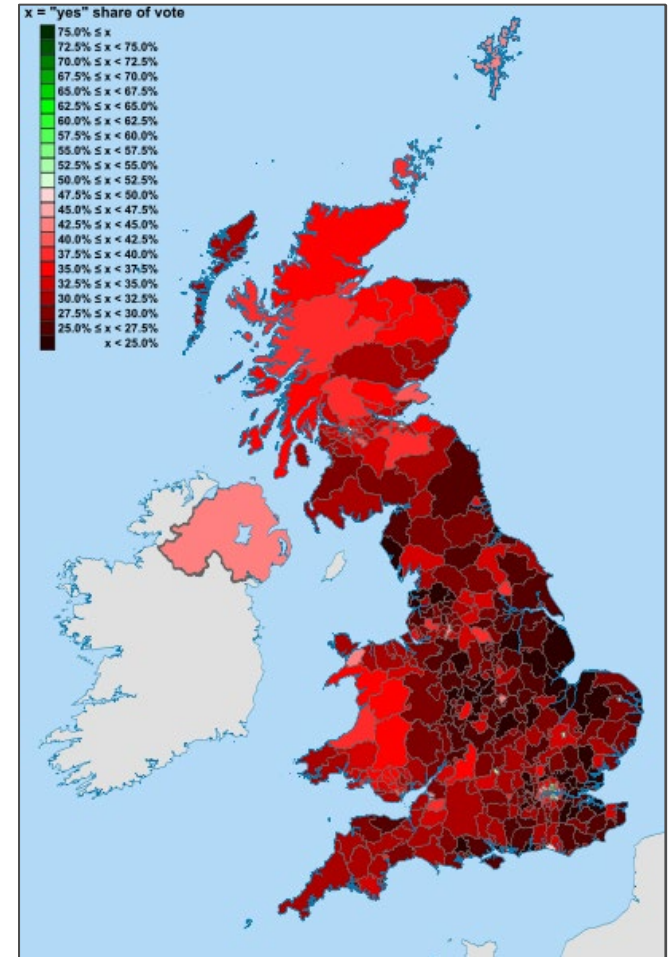 x = "yes" share of vote
75.0% ≤ x
72.5% ≤ x < 75.0%
70.0% ≤ x < 72.5%
67.5% ≤ x < 70.0%
65.0% ≤ x < 67.5%
62.5% ≤ x < 65.0%
60.0% ≤ x < 62.5%
57.5% ≤ x < 60.0%
55.0% ≤ x < 57.5%
52.5% ≤ x < 55.0%
50.0% ≤ x < 52.5%
47.5% ≤ x < 50.0%
45.0% ≤ x < 47.5%
42.5% ≤ x < 45.0%
40.0% ≤ x < 42.5%
37.5% ≤ x < 40.0%
35.0% ≤ x < 37.5%
32.5% ≤ x < 35.0%
30.0% ≤ x < 32.5%
27.5% ≤ x < 30.0%
25.0% ≤ x < 27.5%
x < 25.0%